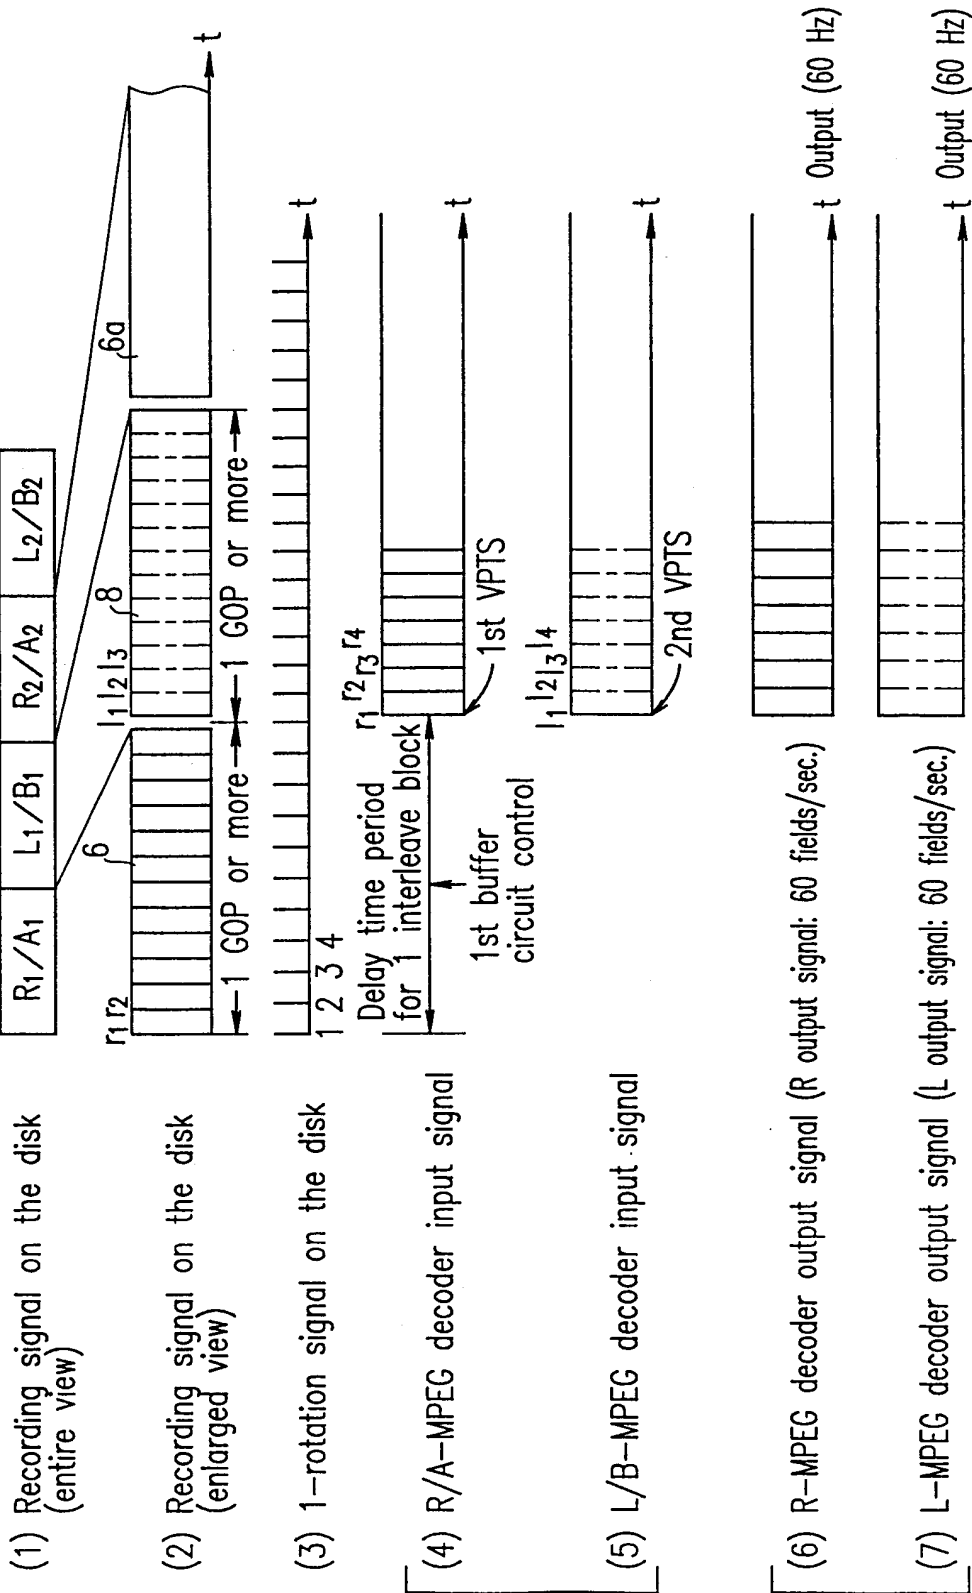 (1) Recording signal on the disk
(entire view)
R1/A1 L1/B1 R2/A2 L2/B2
(2) Recording signal on the disk
(enlarged view)
r1 r2 6 l1 l2 l3 8 6a t
1 GOP or more 1 GOP or more
(3) 1-rotation signal on the disk
1 2 3 4 t
(4) R/A-MPEG decoder input signal
Delay time period
for 1 interleave block
r1 r2 r3 r4 t
1st VPTS
1st buffer
circuit control
(5) L/B-MPEG decoder input signal
l1 l2 l3 l4 t
2nd VPTS
(6) R-MPEG decoder output signal (R output signal: 60 fields/sec.)
t Output (60 Hz)
(7) L-MPEG decoder output signal (L output signal: 60 fields/sec.)
t Output (60 Hz)